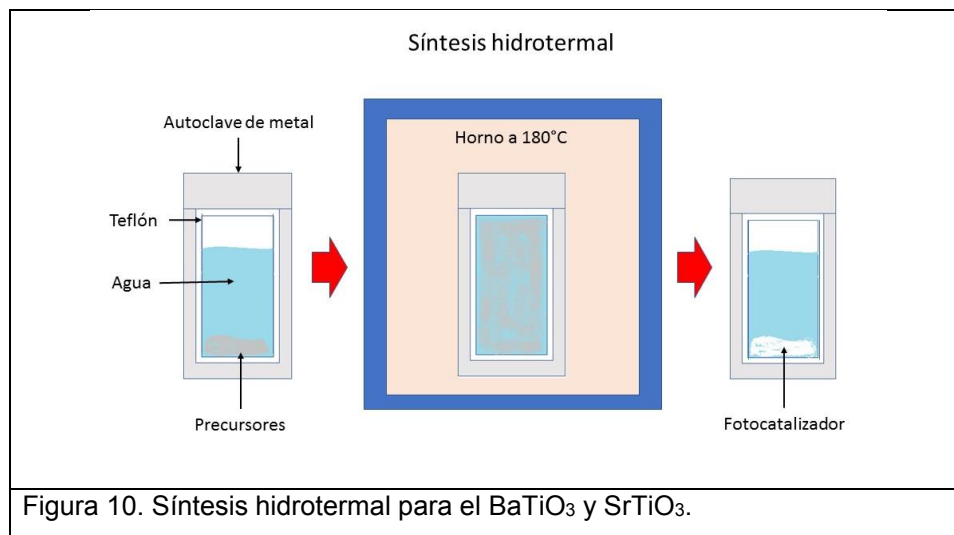 Síntesis hidrotermal
Autoclave de metal
Horno a 180°C
Teflón
Agua
Precursores
Fotocatalizador
Figura 10. Síntesis hidrotermal para el BaTiO₃ y SrTiO₃.